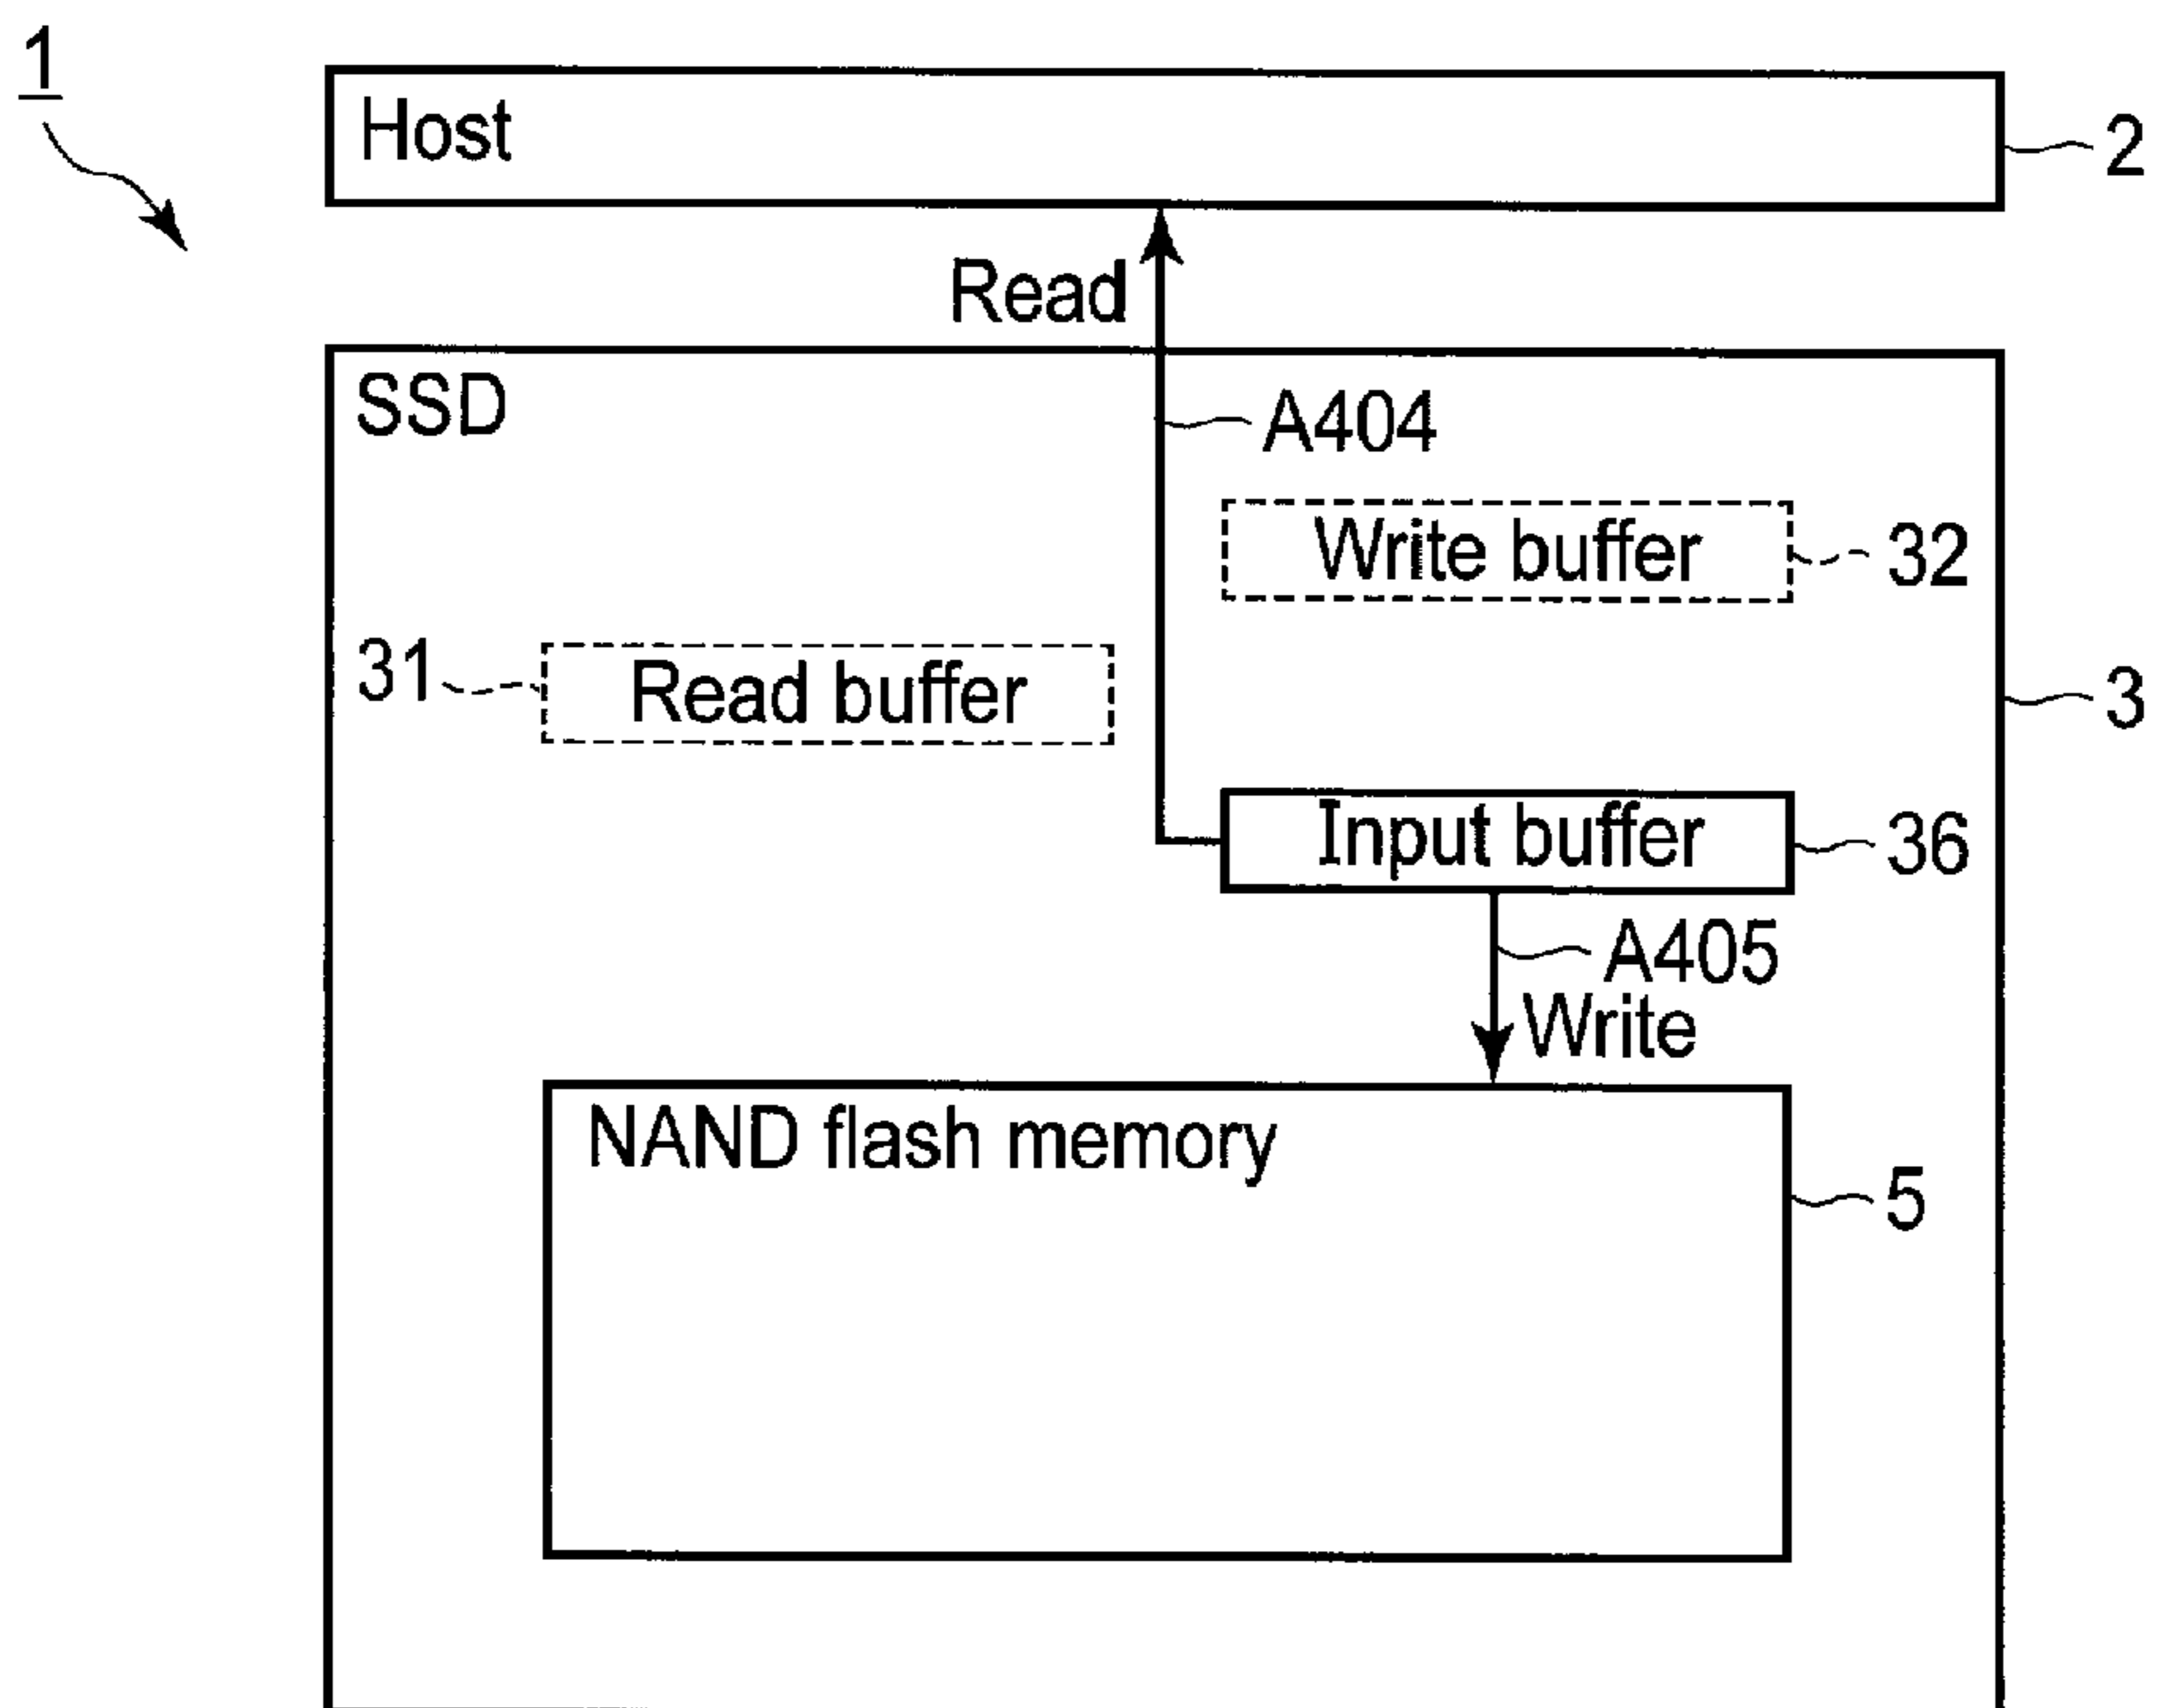 1
Host
2
Read
SSD
A404
Write buffer
32
31
Read buffer
3
Input buffer
36
A405
Write
NAND flash memory
5